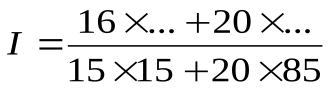 I = 16 × ... + 20 × ...
15 × 15 + 20 × 85